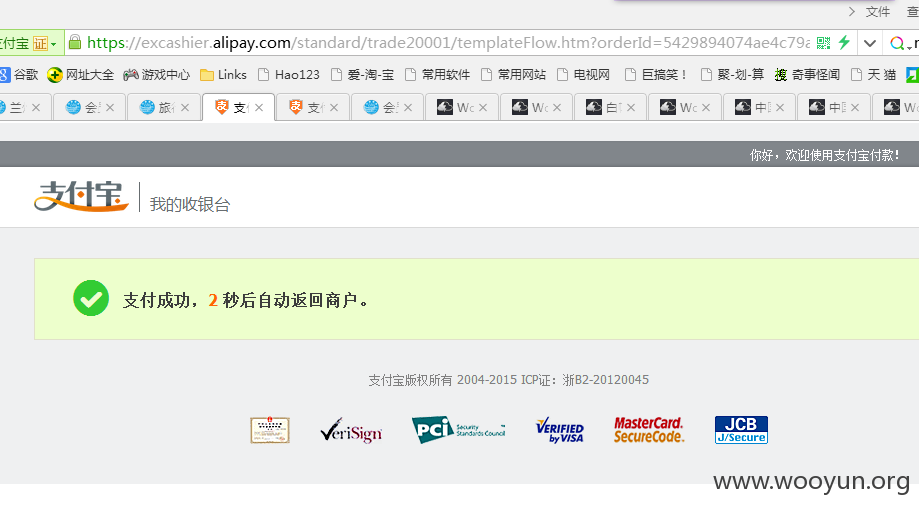 文件 查
支付宝 证 https://excashier.alipay.com/standard/trade20001/templateFlow.htm?orderId=5429894074ae4c79a
谷歌 网址大全 游戏中心 Links Hao123 爱-淘-宝 常用软件 常用网站 电视网 巨搞笑！ 聚-划-算 奇事怪闻 天 猫
兰 会 旅 支 支 会 Wo Wo 白 Wo 中国 中国 Wo
你好，欢迎使用支付宝付款！
支付宝 我的收银台
支付成功，2 秒后自动返回商户。
支付宝版权所有 2004-2015 ICP证：浙B2-20120045
VeriSign PCI Security Standards Council VERIFIED by VISA MasterCard. SecureCode. JCB J/Secure
www.wooyun.org